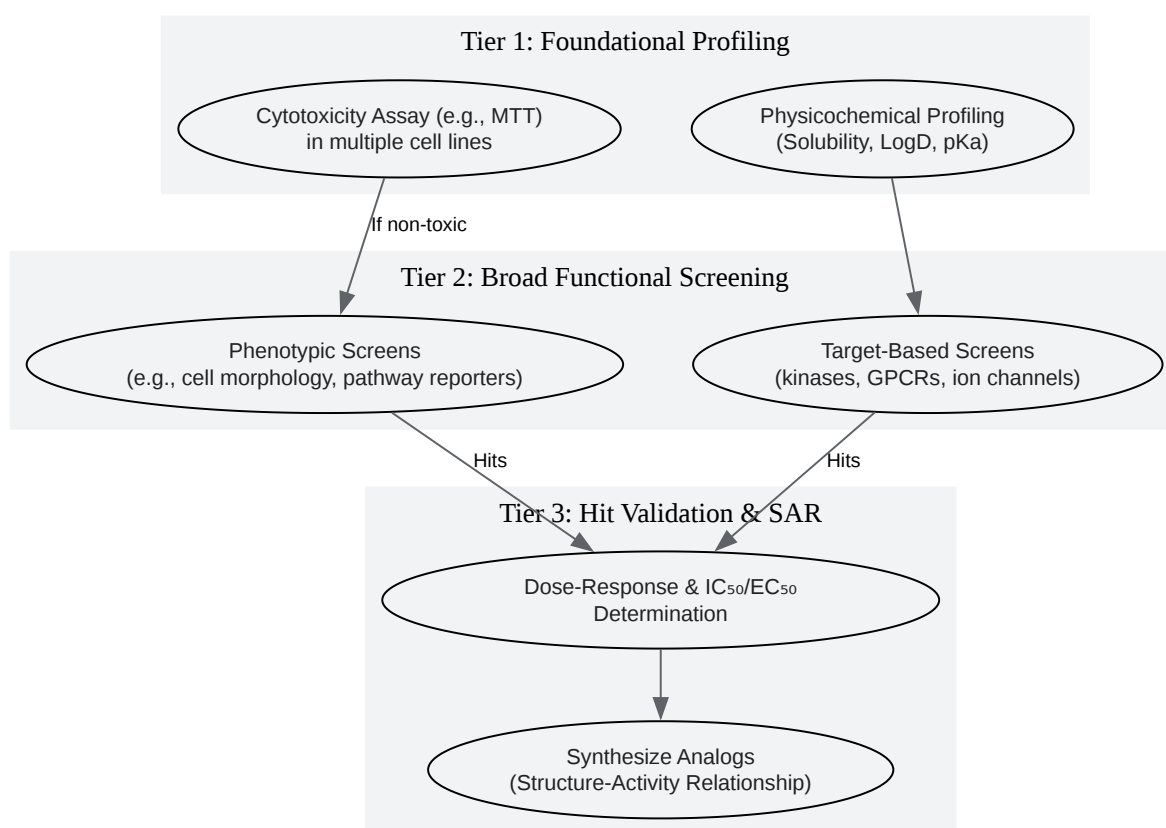 Tier 1: Foundational Profiling
Cytotoxicity Assay (e.g., MTT)
in multiple cell lines
Physicochemical Profiling
(Solubility, LogD, pKa)
If non-toxic
Tier 2: Broad Functional Screening
Phenotypic Screens
(e.g., cell morphology, pathway reporters)
Target-Based Screens
(kinases, GPCRs, ion channels)
Hits
Hits
Tier 3: Hit Validation & SAR
Dose-Response & IC₅₀/EC₅₀
Determination
Synthesize Analogs
(Structure-Activity Relationship)